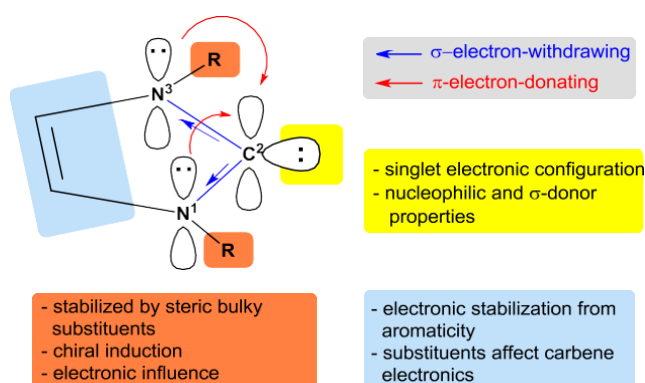 R
N3
C2
:
N1
R
σ–electron-withdrawing
π-electron-donating
- singlet electronic configuration
- nucleophilic and σ-donor
properties
- stabilized by steric bulky
substituents
- chiral induction
- electronic influence
- electronic stabilization from
aromaticity
- substituents affect carbene
electronics